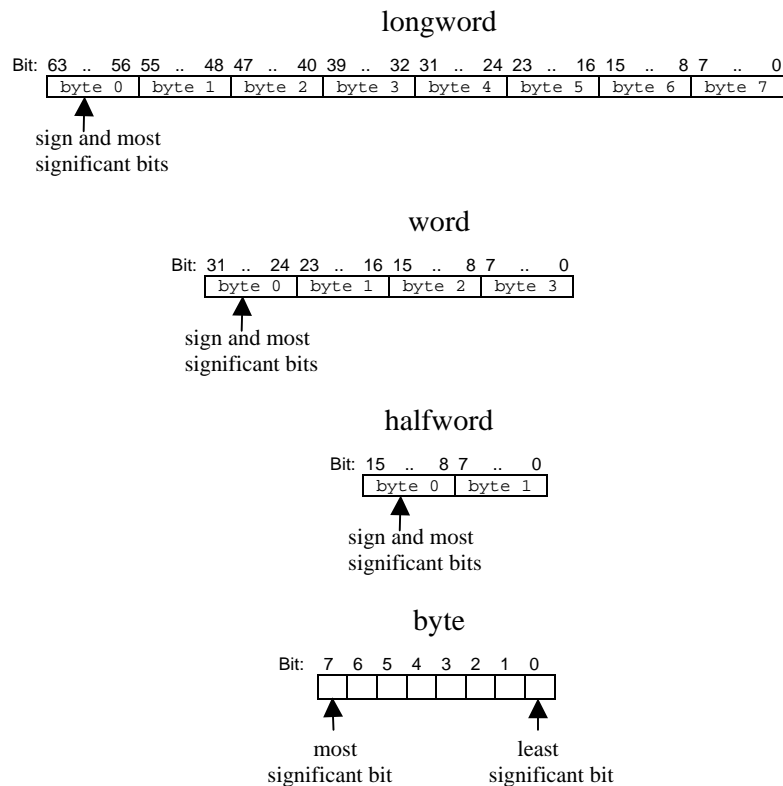 longword
Bit: 63 .. 56 55 .. 48 47 .. 40 39 .. 32 31 .. 24 23 .. 16 15 .. 8 7 .. 0
byte 0 byte 1 byte 2 byte 3 byte 4 byte 5 byte 6 byte 7
sign and most
significant bits
word
Bit: 31 .. 24 23 .. 16 15 .. 8 7 .. 0
byte 0 byte 1 byte 2 byte 3
sign and most
significant bits
halfword
Bit: 15 .. 8 7 .. 0
byte 0 byte 1
sign and most
significant bits
byte
Bit: 7 6 5 4 3 2 1 0
most least
significant bit significant bit